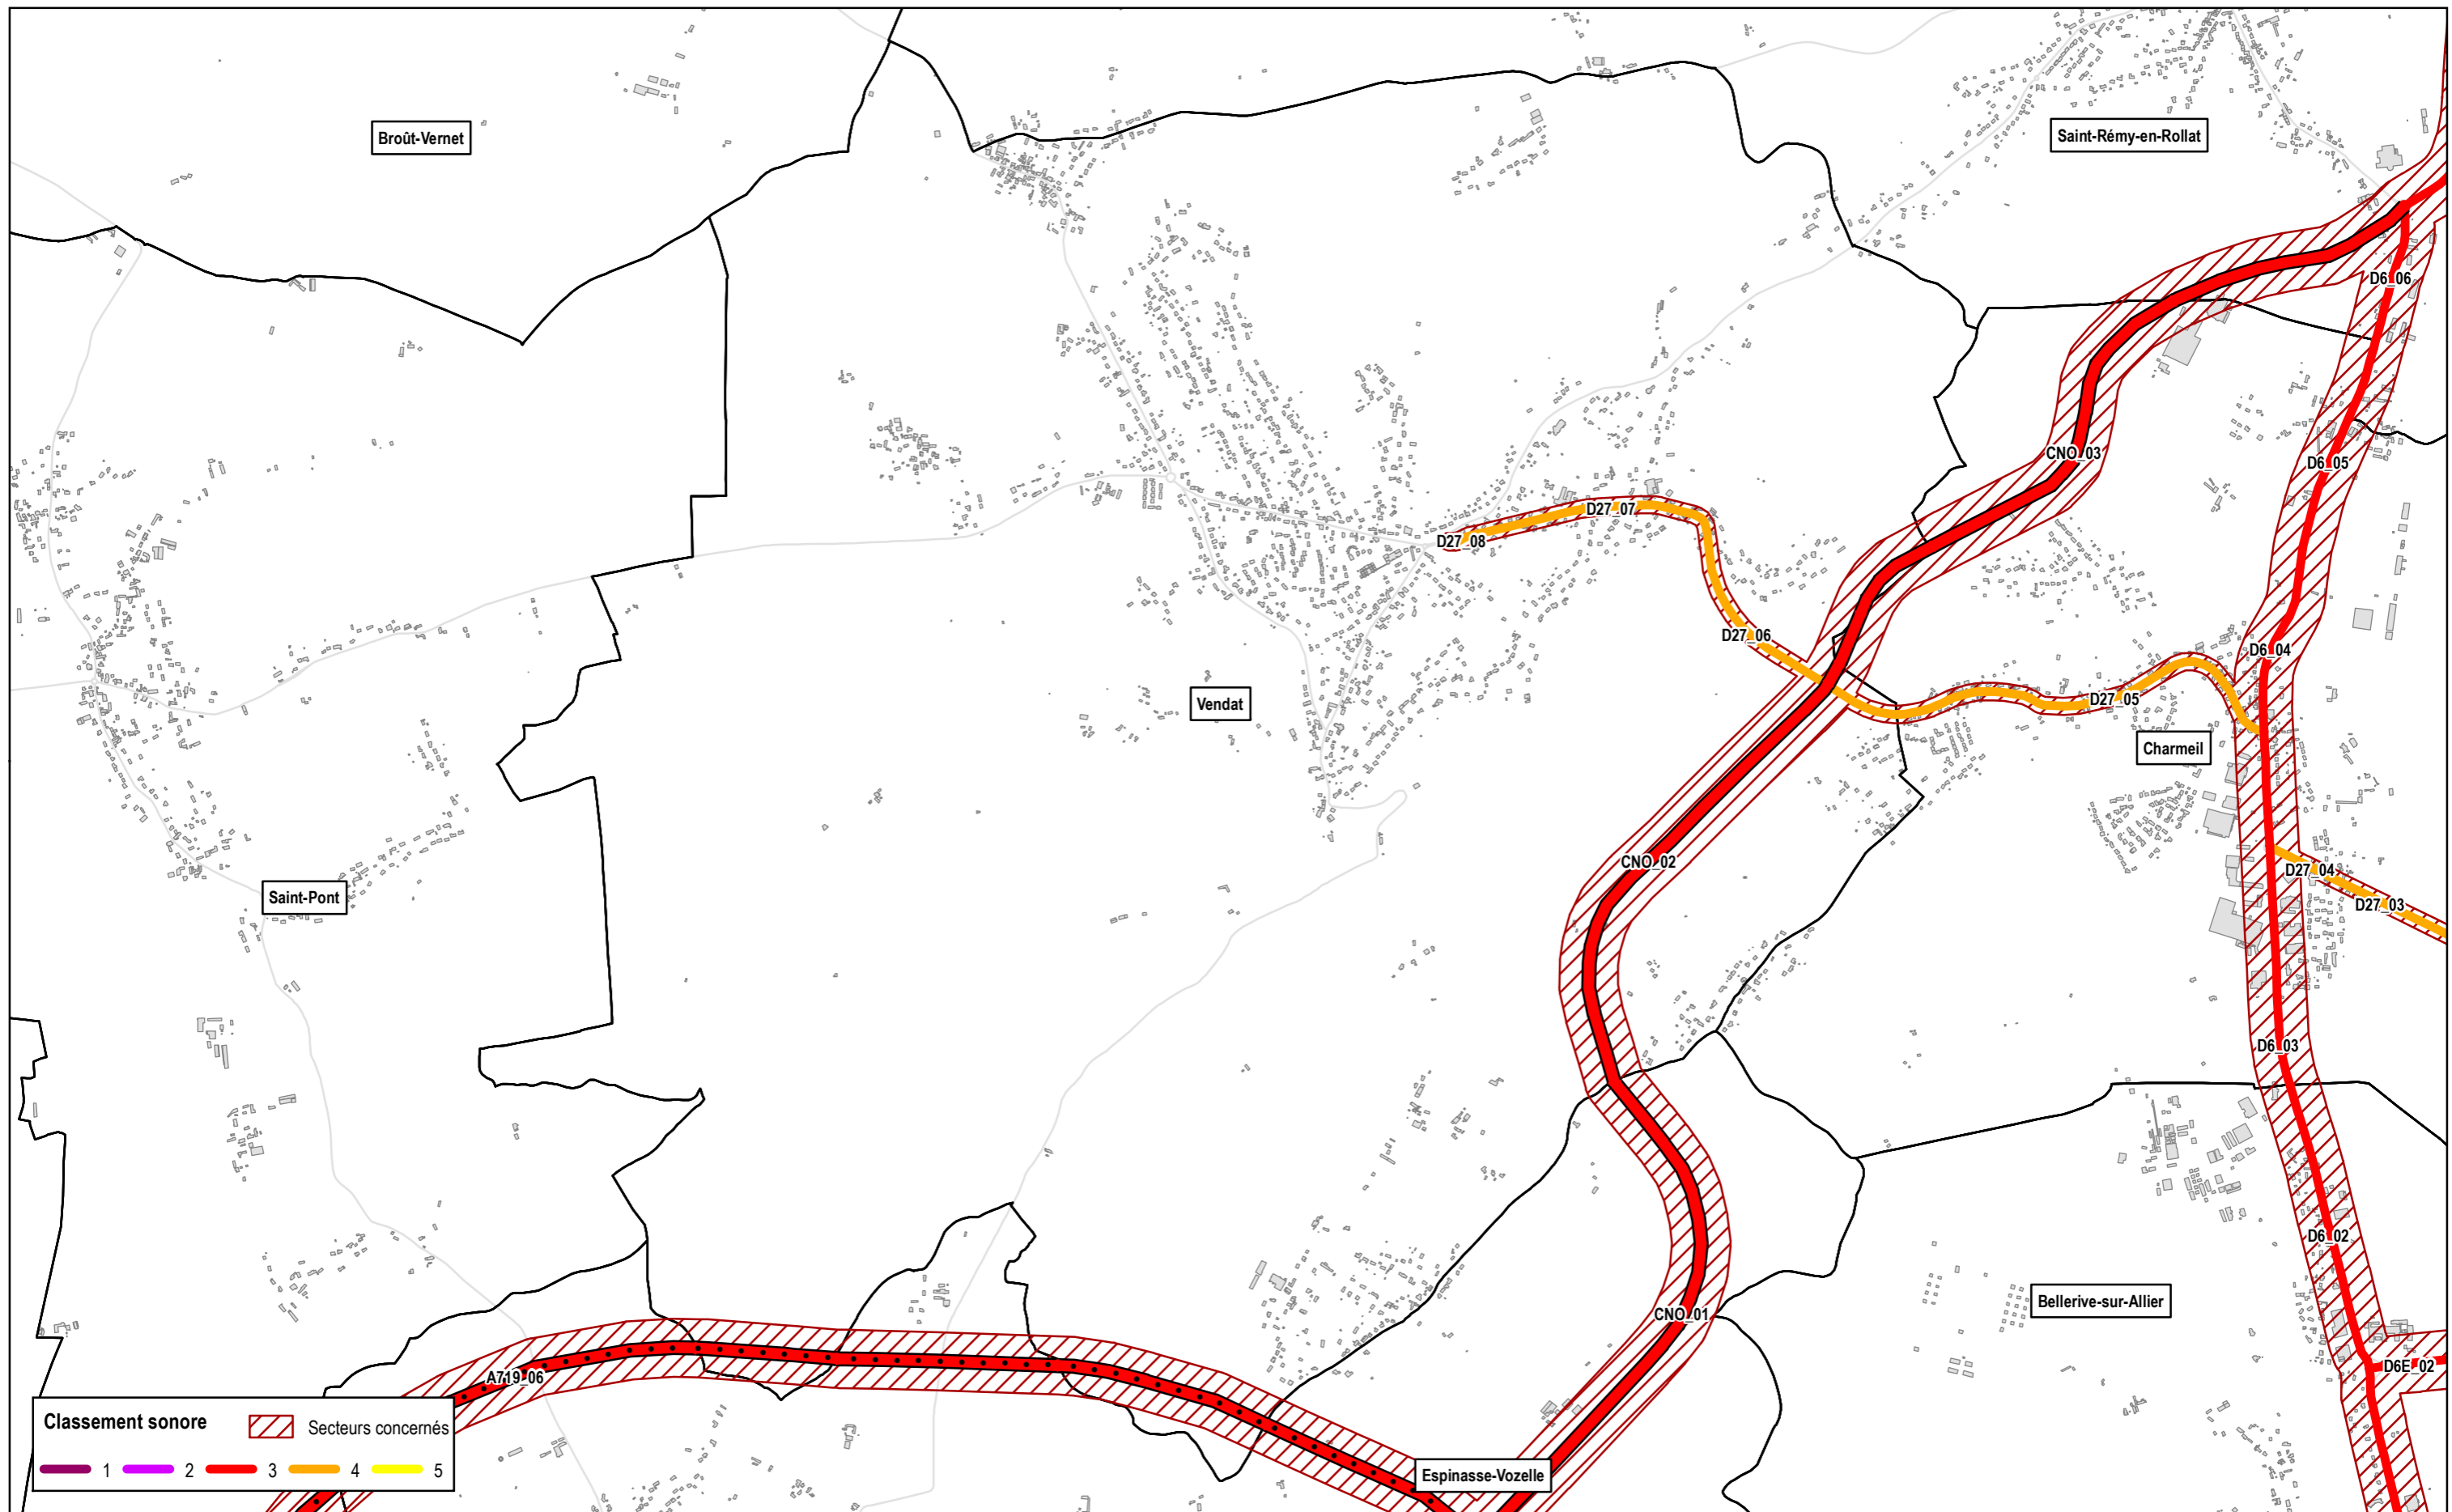 Broût-Vernet
Saint-Rémy-en-Rollat
D6_06
CNO_03
D6_05
D27_07
D27_08
D27_06
D6_04
D27_05
Vendat
Charmeil
CNO_02
D27_04
Saint-Pont
D27_03
D6_03
D6_02
Bellerive-sur-Allier
CNO_01
D6E_02
A719_06
Classement sonore
Secteurs concernés
1 2 3 4 5
Espinasse-Vozelle